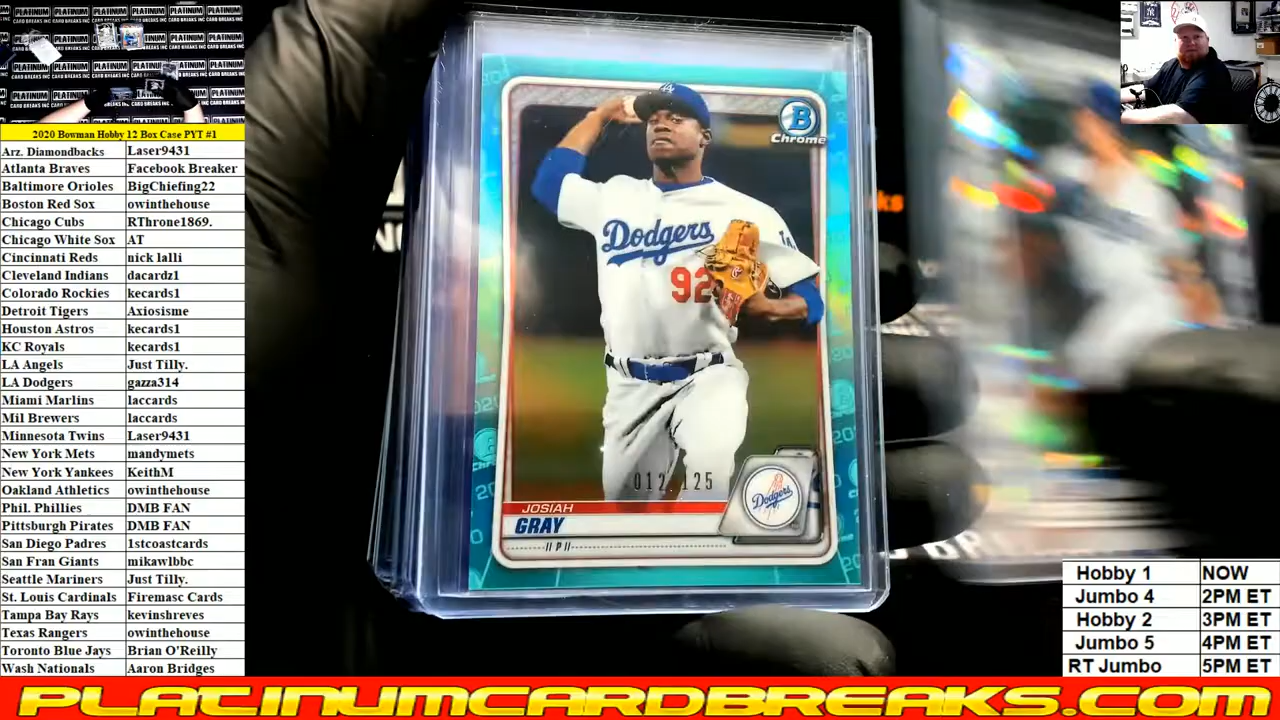 PLATINUM
CARD BREAKS INC
2020 Bowman Hobby 12 Box Case PYT #1
Arz. Diamondbacks Laser9431
Atlanta Braves Facebook Breaker
Baltimore Orioles BigChiefing22
Boston Red Sox owinthehouse
Chicago Cubs RThrone1869.
Chicago White Sox AT
Cincinnati Reds nick lalli
Cleveland Indians dacardz1
Colorado Rockies kecards1
Detroit Tigers Axiosisme
Houston Astros kecards1
KC Royals kecards1
LA Angels Just Tilly.
LA Dodgers gazza314
Miami Marlins laccards
Mil Brewers laccards
Minnesota Twins Laser9431
New York Mets mandymets
New York Yankees KeithM
Oakland Athletics owinthehouse
Phil. Phillies DMB FAN
Pittsburgh Pirates DMB FAN
San Diego Padres 1stcoastcards
San Fran Giants mikawlbbc
Seattle Mariners Just Tilly.
St. Louis Cardinals Firemasc Cards
Tampa Bay Rays kevinshreves
Texas Rangers owinthehouse
Toronto Blue Jays Brian O'Reilly
Wash Nationals Aaron Bridges
LA
B
Chrome
Dodgers
92
012 125
Dodgers
JOSIAH
GRAY
P
Hobby 1 NOW
Jumbo 4 2PM ET
Hobby 2 3PM ET
Jumbo 5 4PM ET
RT Jumbo 5PM ET
PLATINUMCARDBREAKS.COM